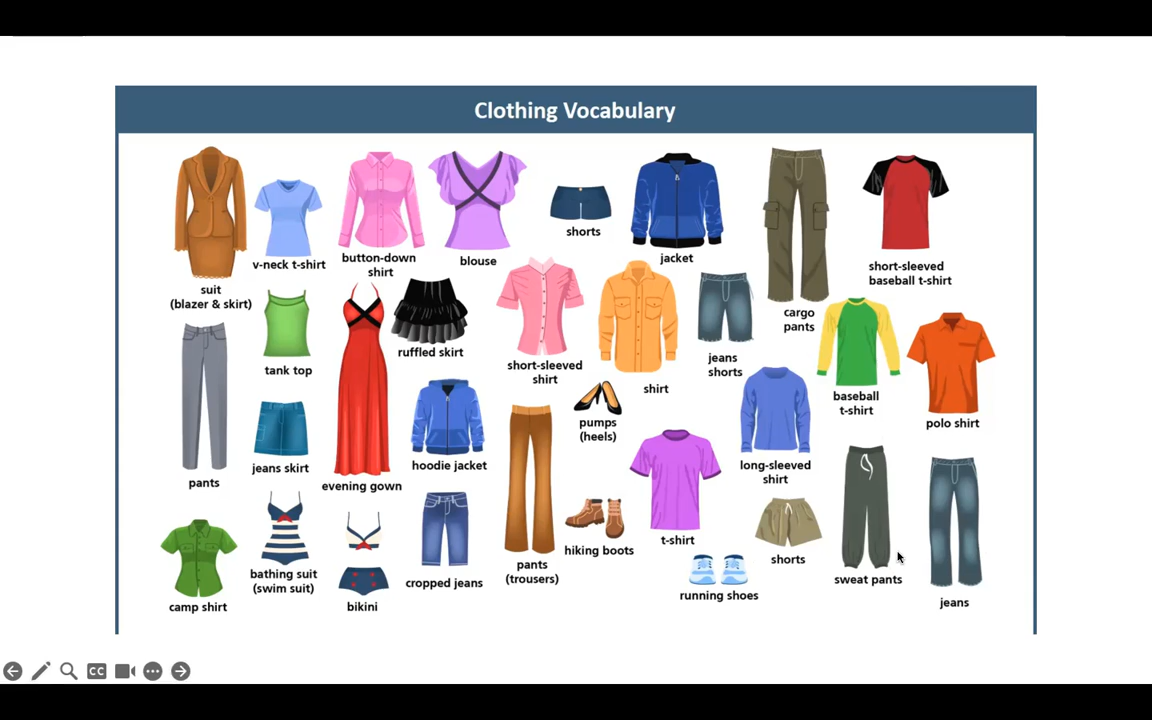 Clothing Vocabulary
suit
(blazer & skirt)
v-neck t-shirt
button-down
shirt
blouse
shorts
jacket
cargo
pants
short-sleeved
baseball t-shirt
pants
tank top
evening gown
ruffled skirt
short-sleeved
shirt
shirt
jeans
shorts
baseball
t-shirt
polo shirt
jeans skirt
hoodie jacket
pumps
(heels)
long-sleeved
shirt
camp shirt
bathing suit
(swim suit)
bikini
cropped jeans
pants
(trousers)
hiking boots
t-shirt
running shoes
shorts
sweat pants
jeans
CC